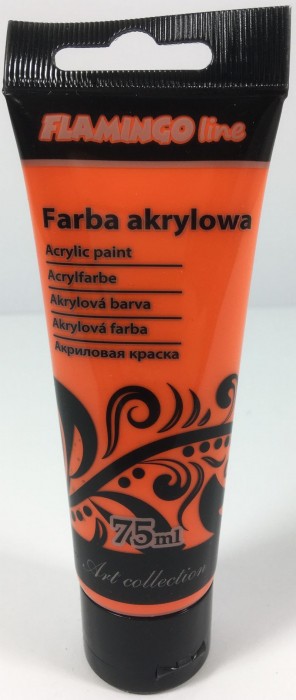 FLAMINGO line
Farba akrylowa
Acrylic paint
Acrylfarbe
Akrylová barva
Akrylová farba
Акриловая краска
75ml
Art collection